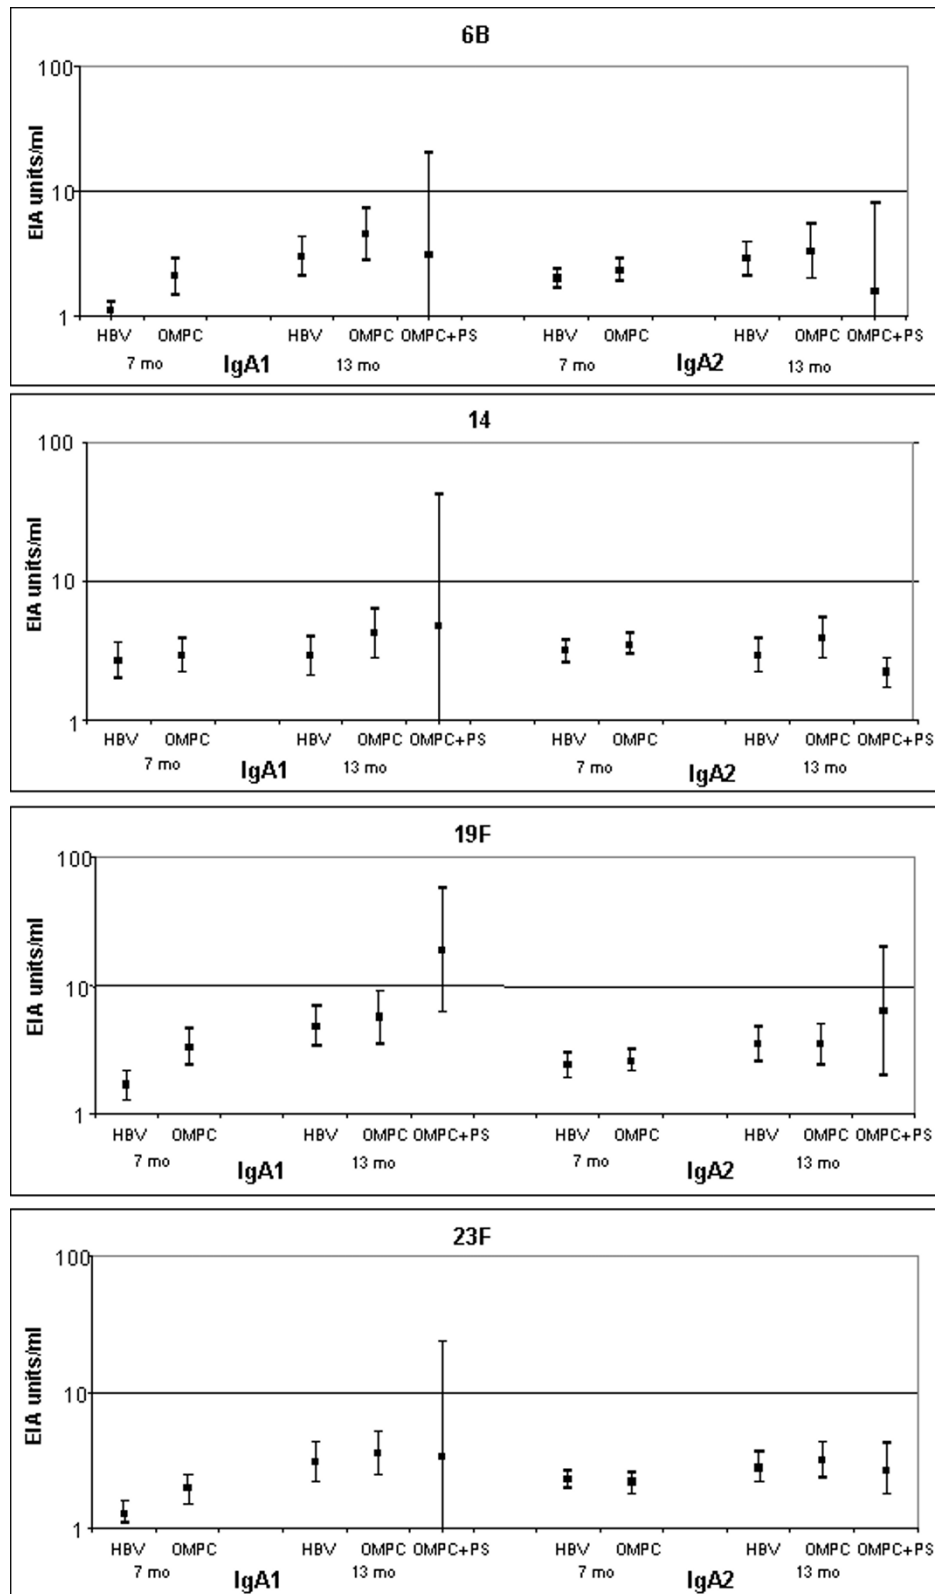 6B
100
10
1
EIA units/ml
HBV OMPC HBV OMPC OMPC+PS HBV OMPC HBV OMPC OMPC+PS
7 mo IgA1 13 mo 7 mo IgA2 13 mo
14
100
10
1
EIA units/ml
HBV OMPC HBV OMPC OMPC+PS HBV OMPC HBV OMPC OMPC+PS
7 mo IgA1 13 mo 7 mo IgA2 13 mo
19F
100
10
1
EIA units/ml
HBV OMPC HBV OMPC OMPC+PS HBV OMPC HBV OMPC OMPC+PS
7 mo IgA1 13 mo 7 mo IgA2 13 mo
23F
100
10
1
EIA units/ml
HBV OMPC HBV OMPC OMPC+PS HBV OMPC HBV OMPC OMPC+PS
7 mo IgA1 13 mo 7 mo IgA2 13 mo